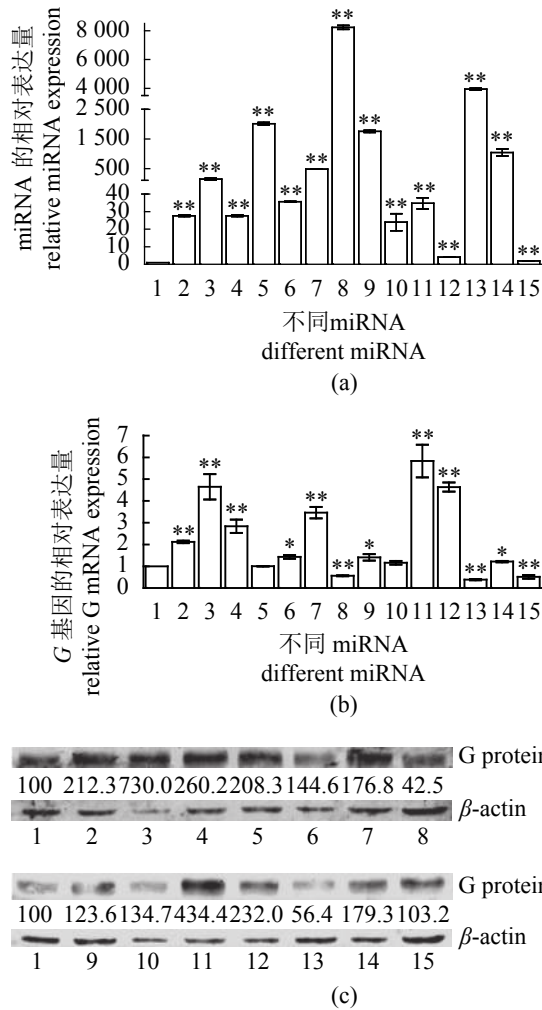 miRNA 的相对表达量
relative miRNA expression
8 000
4 000
2 500
1 500
500
40
30
20
10
0
** ** ** ** ** ** ** ** ** ** ** ** ** **
1 2 3 4 5 6 7 8 9 10 11 12 13 14 15
不同miRNA
different miRNA
(a)
G 基因的相对表达量
relative G mRNA expression
7
6
5
4
3
2
1
0
** ** ** * ** ** * ** ** ** * **
1 2 3 4 5 6 7 8 9 10 11 12 13 14 15
不同 miRNA
different miRNA
(b)
G protein
100 212.3 730.0 260.2 208.3 144.6 176.8 42.5
β-actin
1 2 3 4 5 6 7 8
G protein
100 123.6 134.7 434.4 232.0 56.4 179.3 103.2
β-actin
1 9 10 11 12 13 14 15
(c)